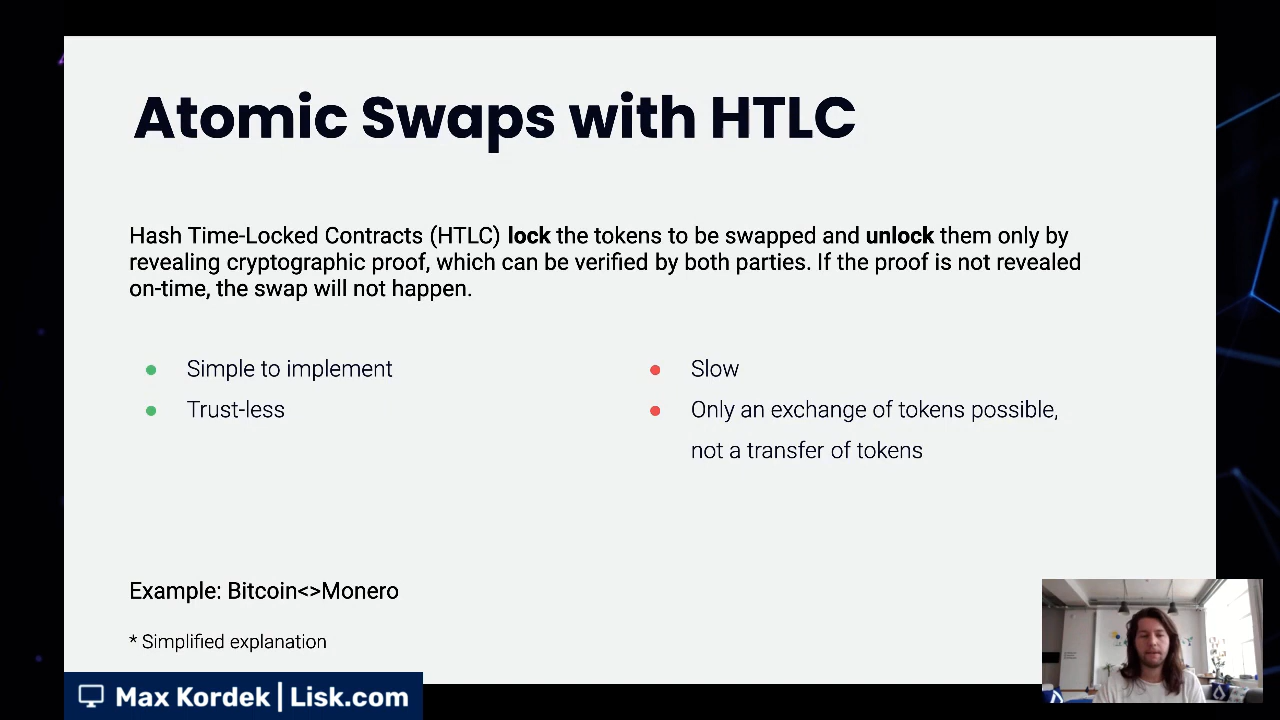 Atomic Swaps with HTLC
Hash Time-Locked Contracts (HTLC) lock the tokens to be swapped and unlock them only by
revealing cryptographic proof, which can be verified by both parties. If the proof is not revealed
on-time, the swap will not happen.
Simple to implement
Trust-less
Slow
Only an exchange of tokens possible,
not a transfer of tokens
Example: Bitcoin<>Monero
* Simplified explanation
Max Kordek | Lisk.com